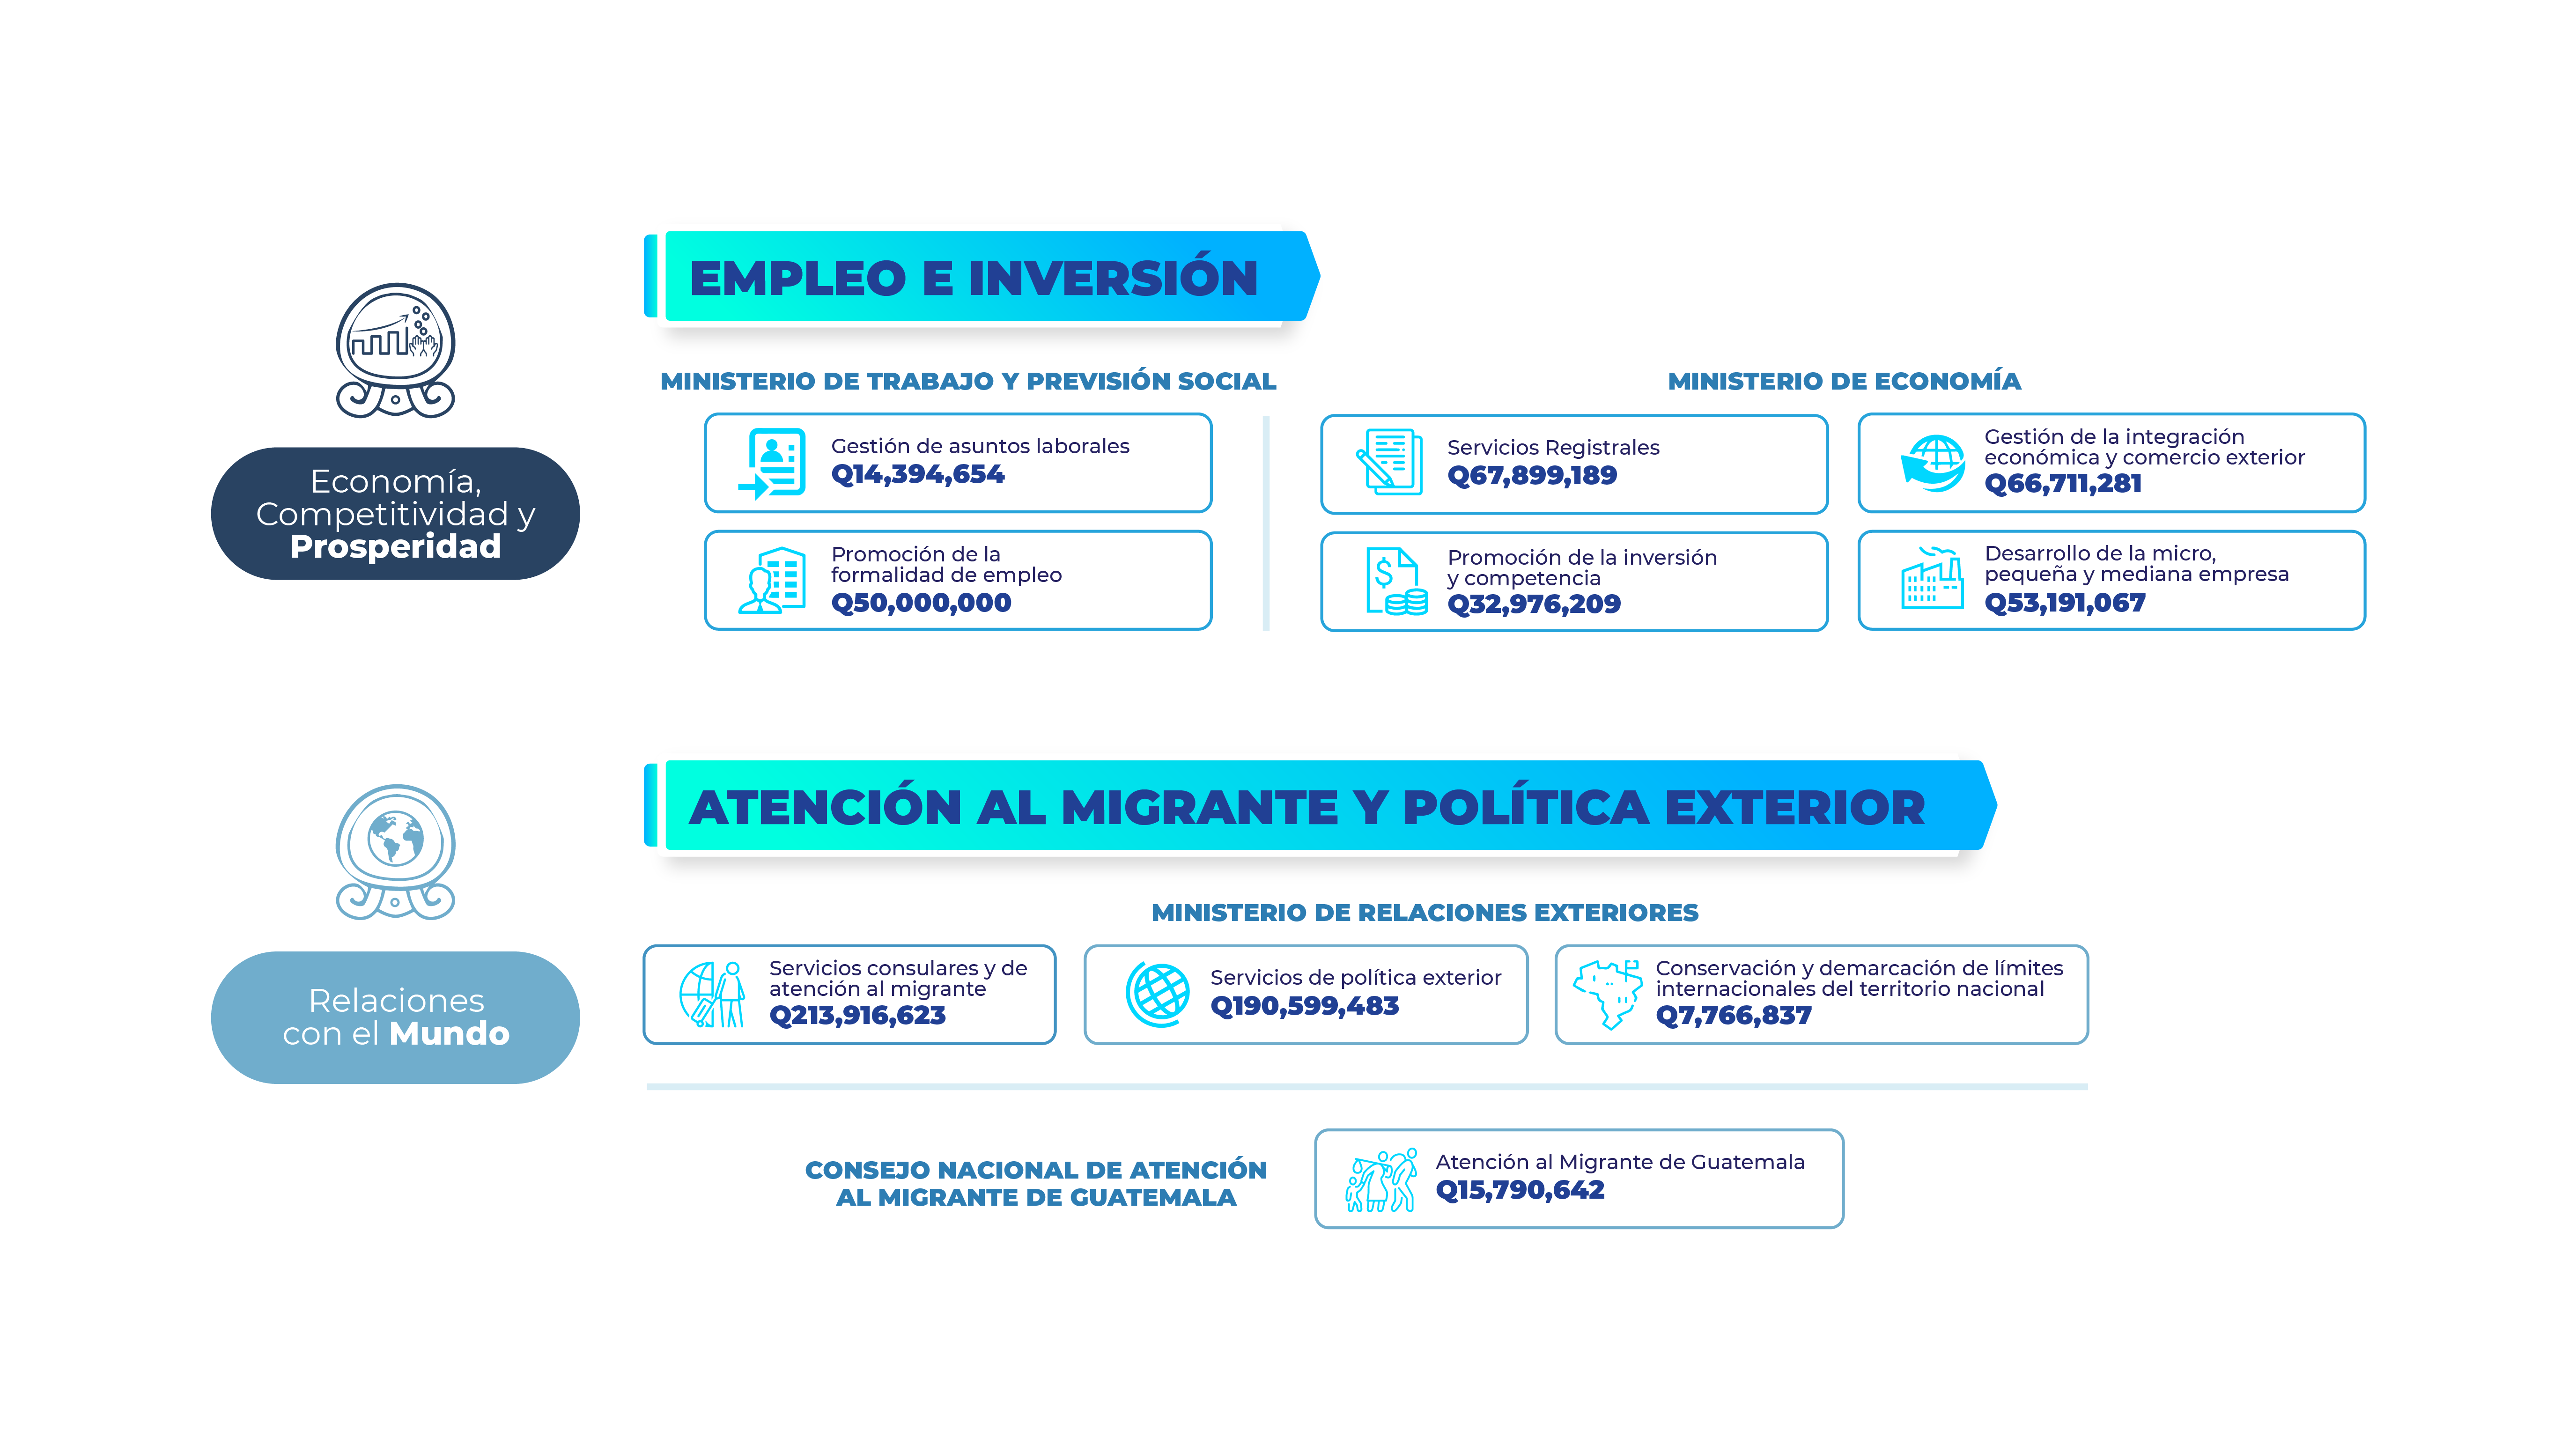 EMPLEO E INVERSIÓN
Economía,
Competitividad y
Prosperidad
MINISTERIO DE TRABAJO Y PREVISIÓN SOCIAL
Gestión de asuntos laborales
Q14,394,654
Promoción de la
formalidad de empleo
Q50,000,000
MINISTERIO DE ECONOMÍA
Servicios Registrales
Q67,899,189
Gestión de la integración
económica y comercio exterior
Q66,711,281
Promoción de la inversión
y competencia
Q32,976,209
Desarrollo de la micro,
pequeña y mediana empresa
Q53,191,067
ATENCIÓN AL MIGRANTE Y POLÍTICA EXTERIOR
Relaciones
con el Mundo
MINISTERIO DE RELACIONES EXTERIORES
Servicios consulares y de
atención al migrante
Q213,916,623
Servicios de política exterior
Q190,599,483
Conservación y demarcación de límites
internacionales del territorio nacional
Q7,766,837
CONSEJO NACIONAL DE ATENCIÓN
AL MIGRANTE DE GUATEMALA
Atención al Migrante de Guatemala
Q15,790,642